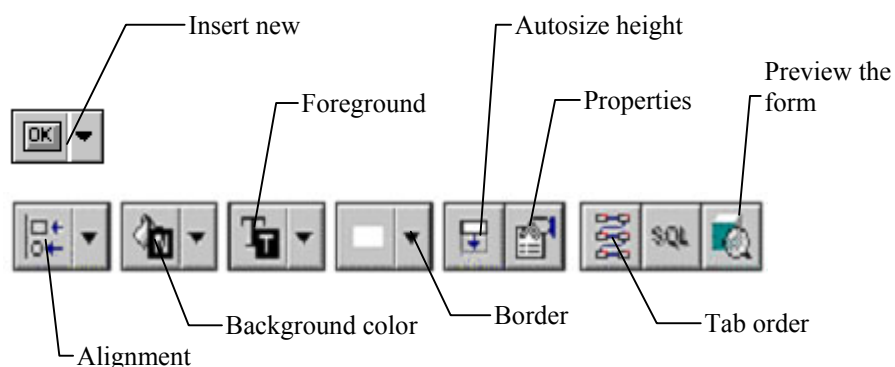 Insert new
Autosize height
Preview the
form
Foreground
Properties
OK
SQL
Background color
Border
Tab order
Alignment